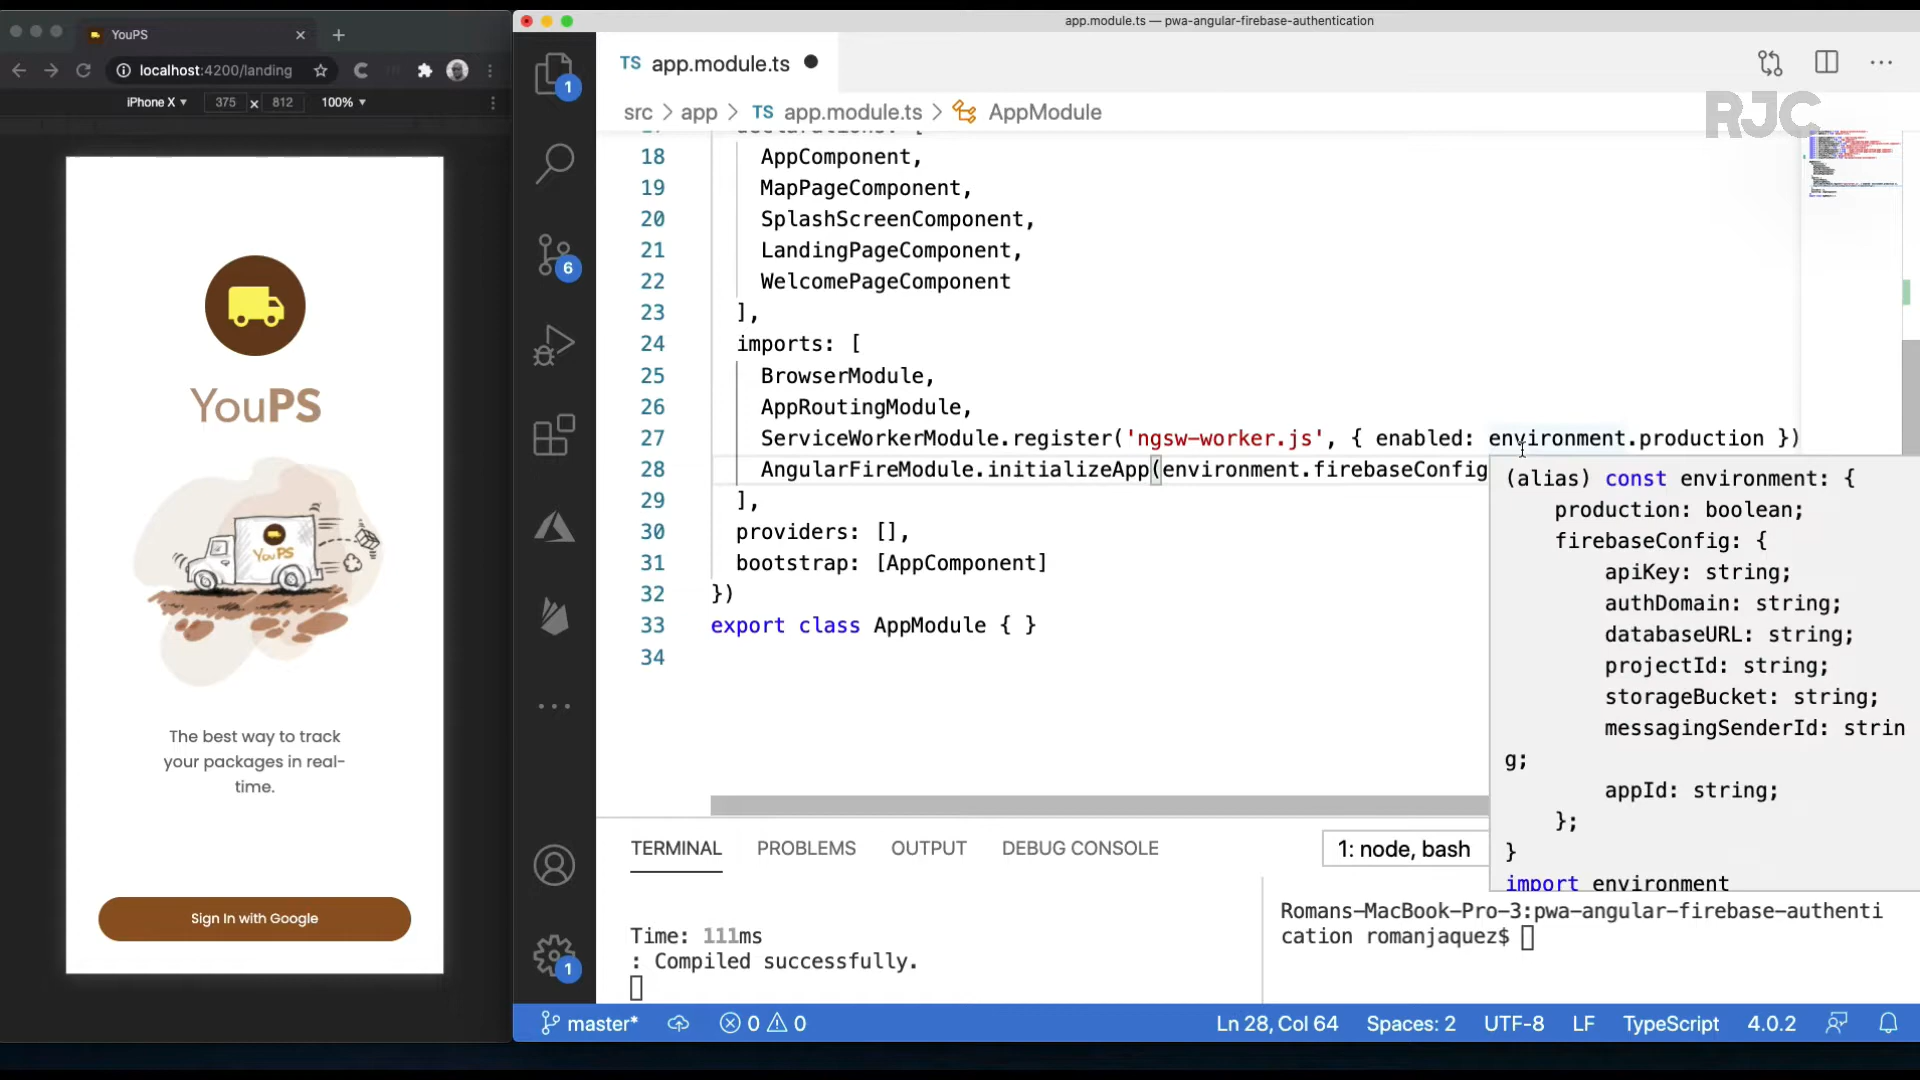 YouPS
localhost:4200/landing
iPhone X ▾ 375 x 812 100% ▾
YouPS
YouPS
The best way to track
your packages in real-
time.
Sign In with Google
app.module.ts — pwa-angular-firebase-authentication
TS app.module.ts
src > app > TS app.module.ts > AppModule
RJC
18 AppComponent,
19 MapPageComponent,
20 SplashScreenComponent,
21 LandingPageComponent,
22 WelcomePageComponent
23 ],
24 imports: [
25 BrowserModule,
26 AppRoutingModule,
27 ServiceWorkerModule.register('ngsw-worker.js', { enabled: environment.production })
28 AngularFireModule.initializeApp(environment.firebaseConfig
29 ],
30 providers: [],
31 bootstrap: [AppComponent]
32 })
33 export class AppModule { }
34
(alias) const environment: {
production: boolean;
firebaseConfig: {
apiKey: string;
authDomain: string;
databaseURL: string;
projectId: string;
storageBucket: string;
messagingSenderId: strin
g;
appId: string;
};
}
import environment
1
6
1
TERMINAL PROBLEMS OUTPUT DEBUG CONSOLE
1: node, bash
Time: 111ms
: Compiled successfully.
Romans-MacBook-Pro-3:pwa-angular-firebase-authenti
cation romanjaquez$
master* 0 0
Ln 28, Col 64 Spaces: 2 UTF-8 LF TypeScript 4.0.2